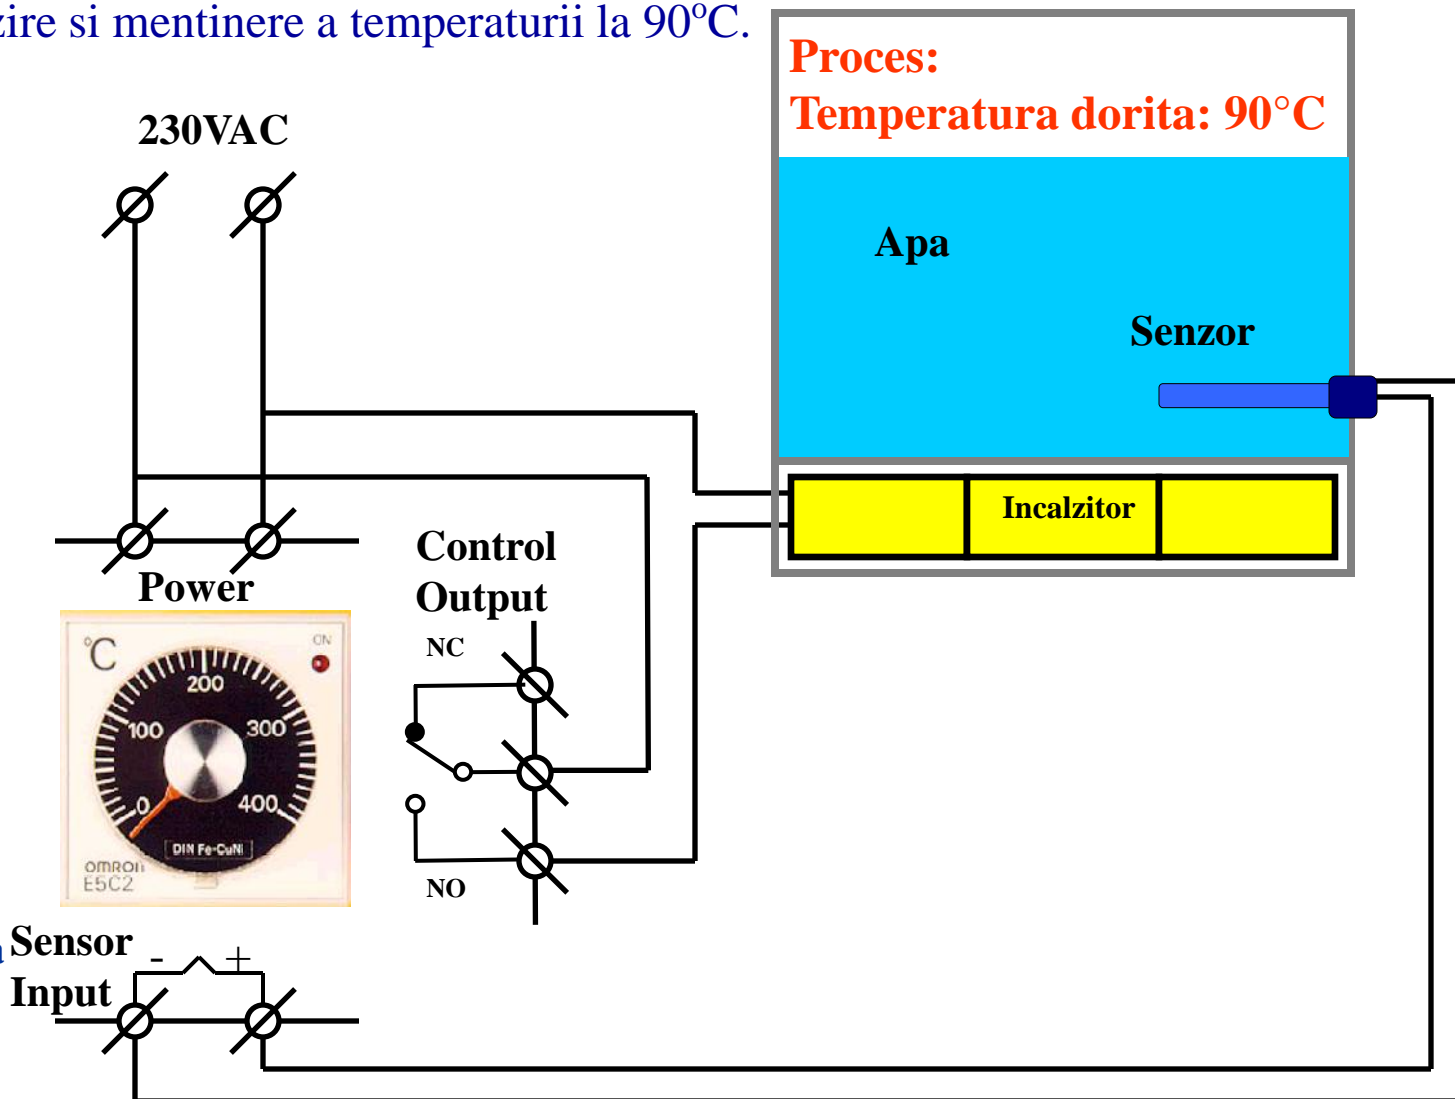 zire si mentinere a temperaturii la 90°C.
Proces:
Temperatura dorita: 90°C
230VAC
Apa
Senzor
Incalzitor
Power
Control
Output
NC
NO
°C
ON
0
100
200
300
400
DIN Fe-CuNi
OMRON
E5C2
Sensor
Input
- +